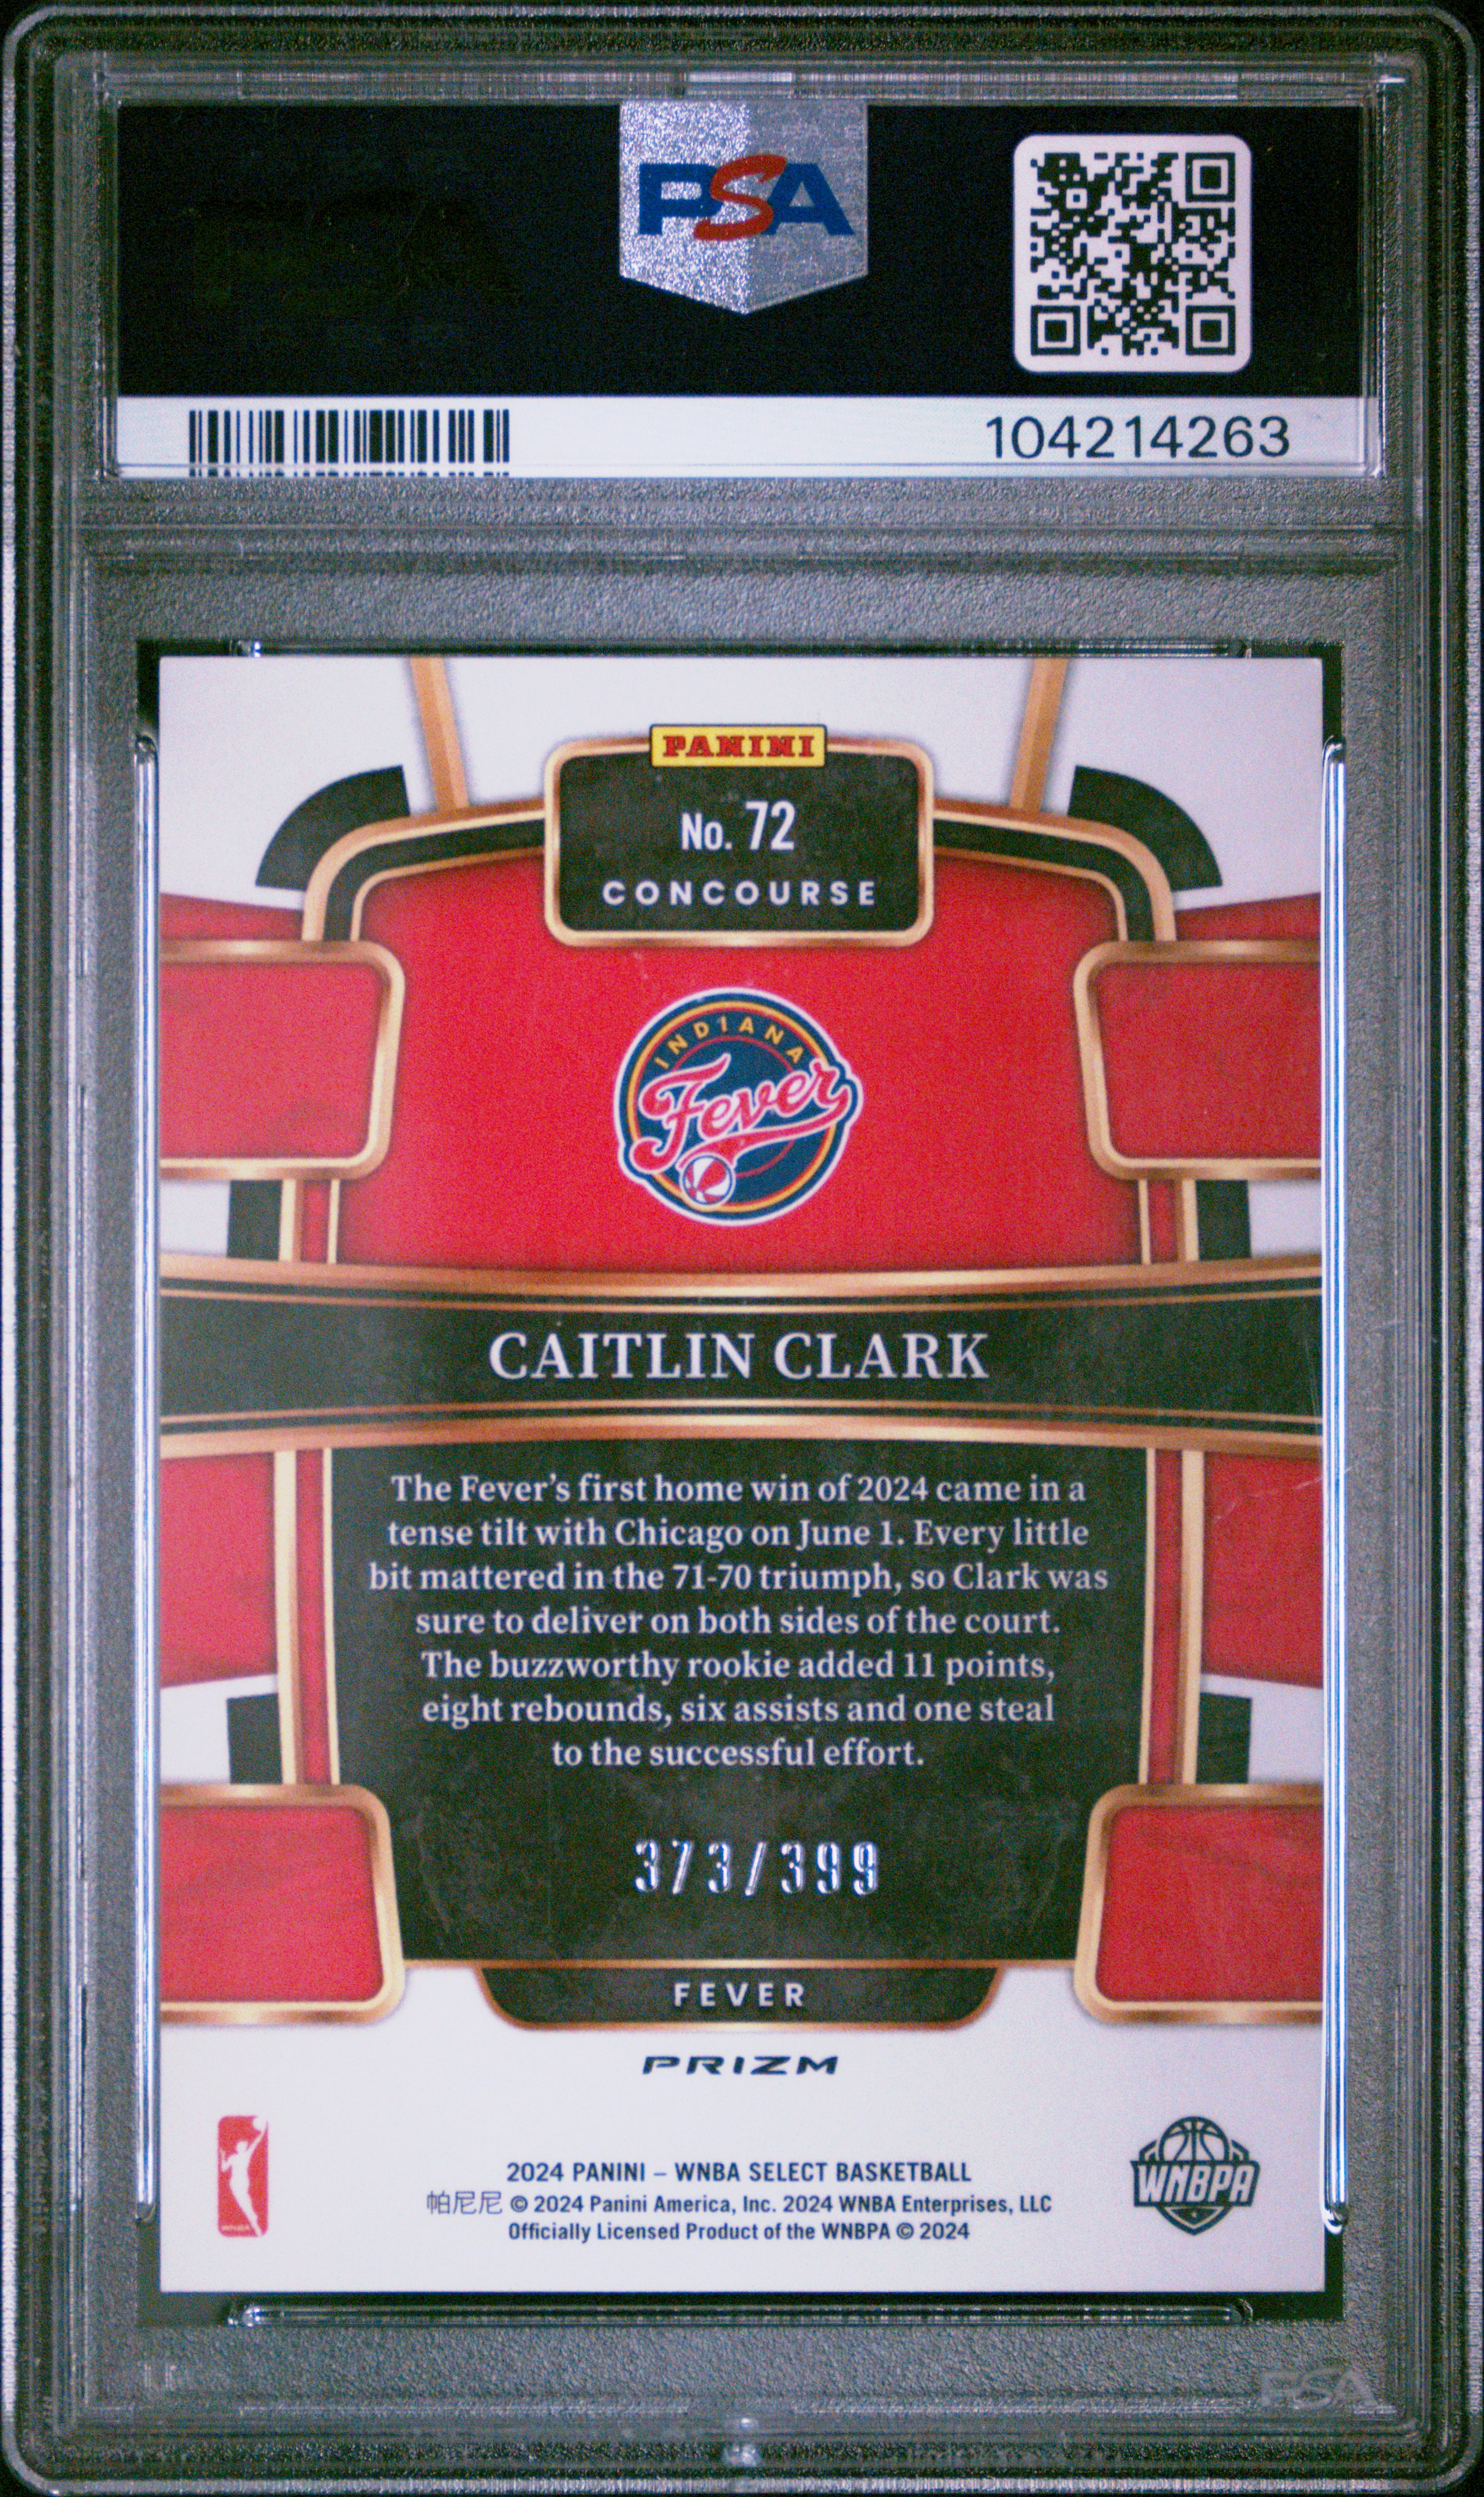 PSA
104214263
PANINI
No. 72
CONCOURSE
INDIANA
Fever
CAITLIN CLARK
The Fever's first home win of 2024 came in a
tense tilt with Chicago on June 1. Every little
bit mattered in the 71-70 triumph, so Clark was
sure to deliver on both sides of the court.
The buzzworthy rookie added 11 points,
eight rebounds, six assists and one steal
to the successful effort.
373/399
FEVER
PRIZM
WNBA
WNBPA
2024 PANINI – WNBA SELECT BASKETBALL
帕尼尼 © 2024 Panini America, Inc. 2024 WNBA Enterprises, LLC
Officially Licensed Product of the WNBPA © 2024
PSA